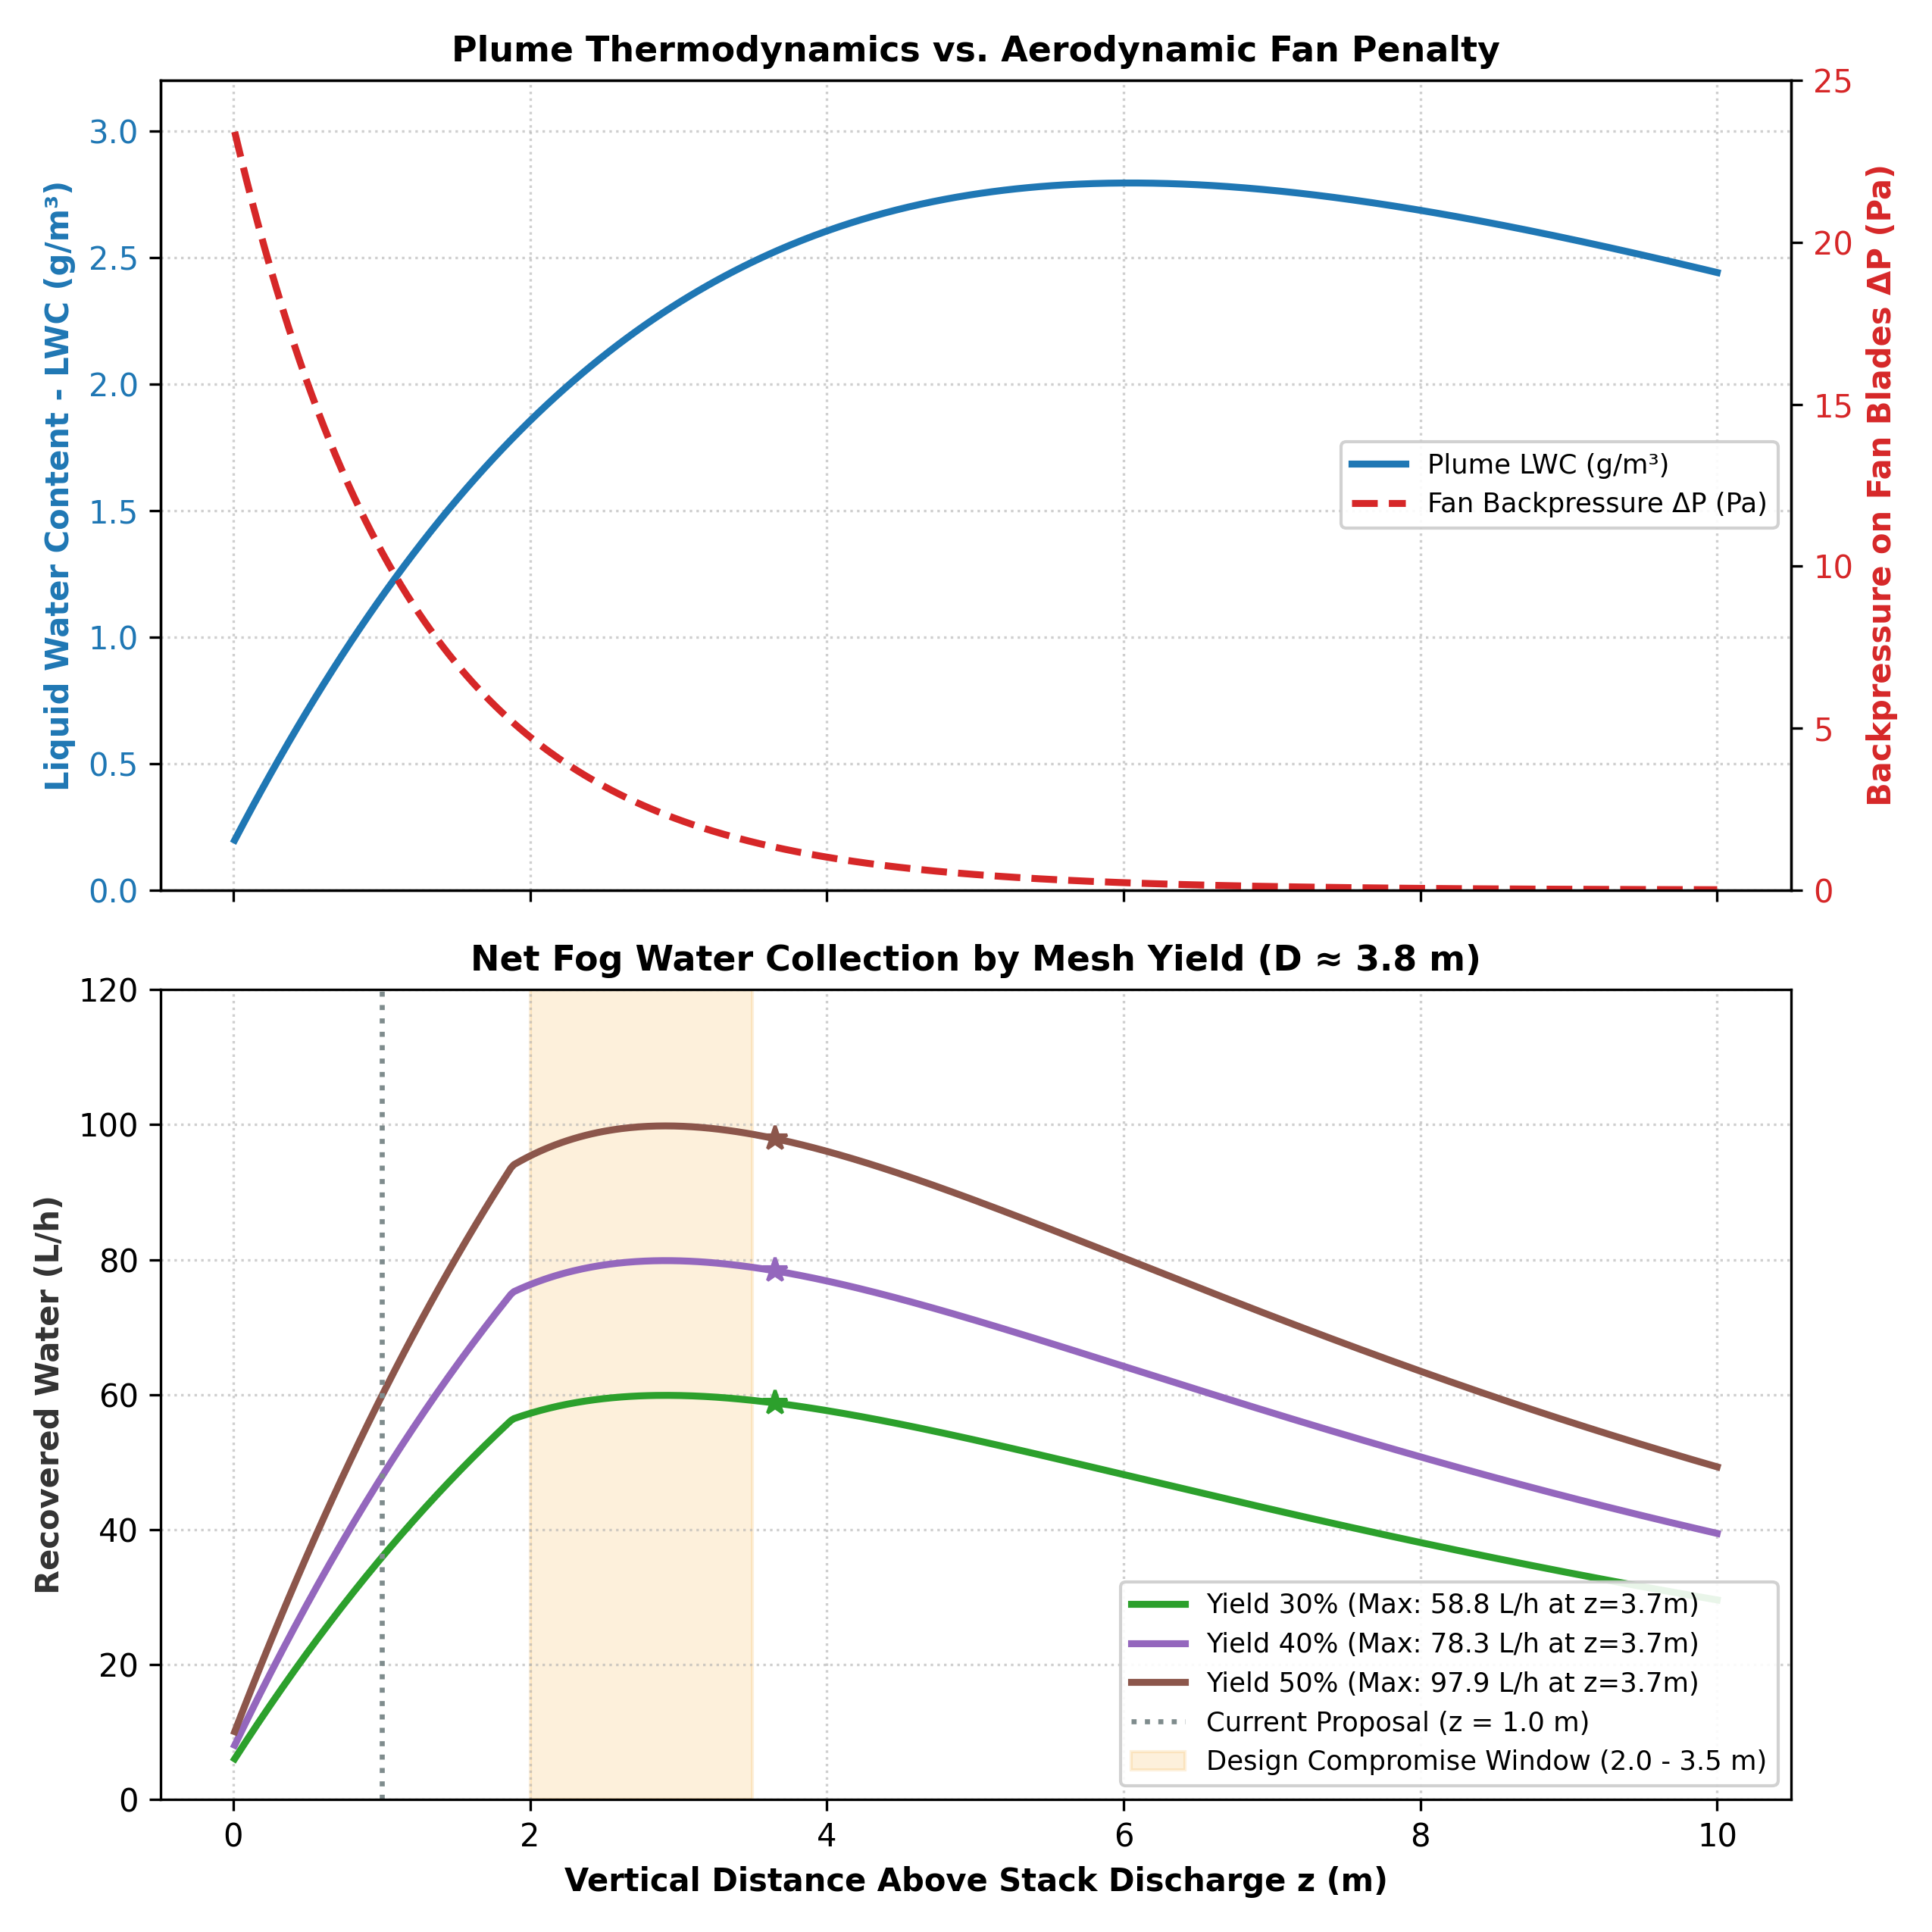 Plume Thermodynamics vs. Aerodynamic Fan Penalty
Liquid Water Content - LWC (g/m³)
3.0
2.5
2.0
1.5
1.0
0.5
0.0
Backpressure on Fan Blades ΔP (Pa)
25
20
15
10
5
0
Plume LWC (g/m³)
Fan Backpressure ΔP (Pa)
Net Fog Water Collection by Mesh Yield (D ≈ 3.8 m)
Recovered Water (L/h)
120
100
80
60
40
20
0
Yield 30% (Max: 58.8 L/h at z=3.7m)
Yield 40% (Max: 78.3 L/h at z=3.7m)
Yield 50% (Max: 97.9 L/h at z=3.7m)
Current Proposal (z = 1.0 m)
Design Compromise Window (2.0 - 3.5 m)
0 2 4 6 8 10
Vertical Distance Above Stack Discharge z (m)